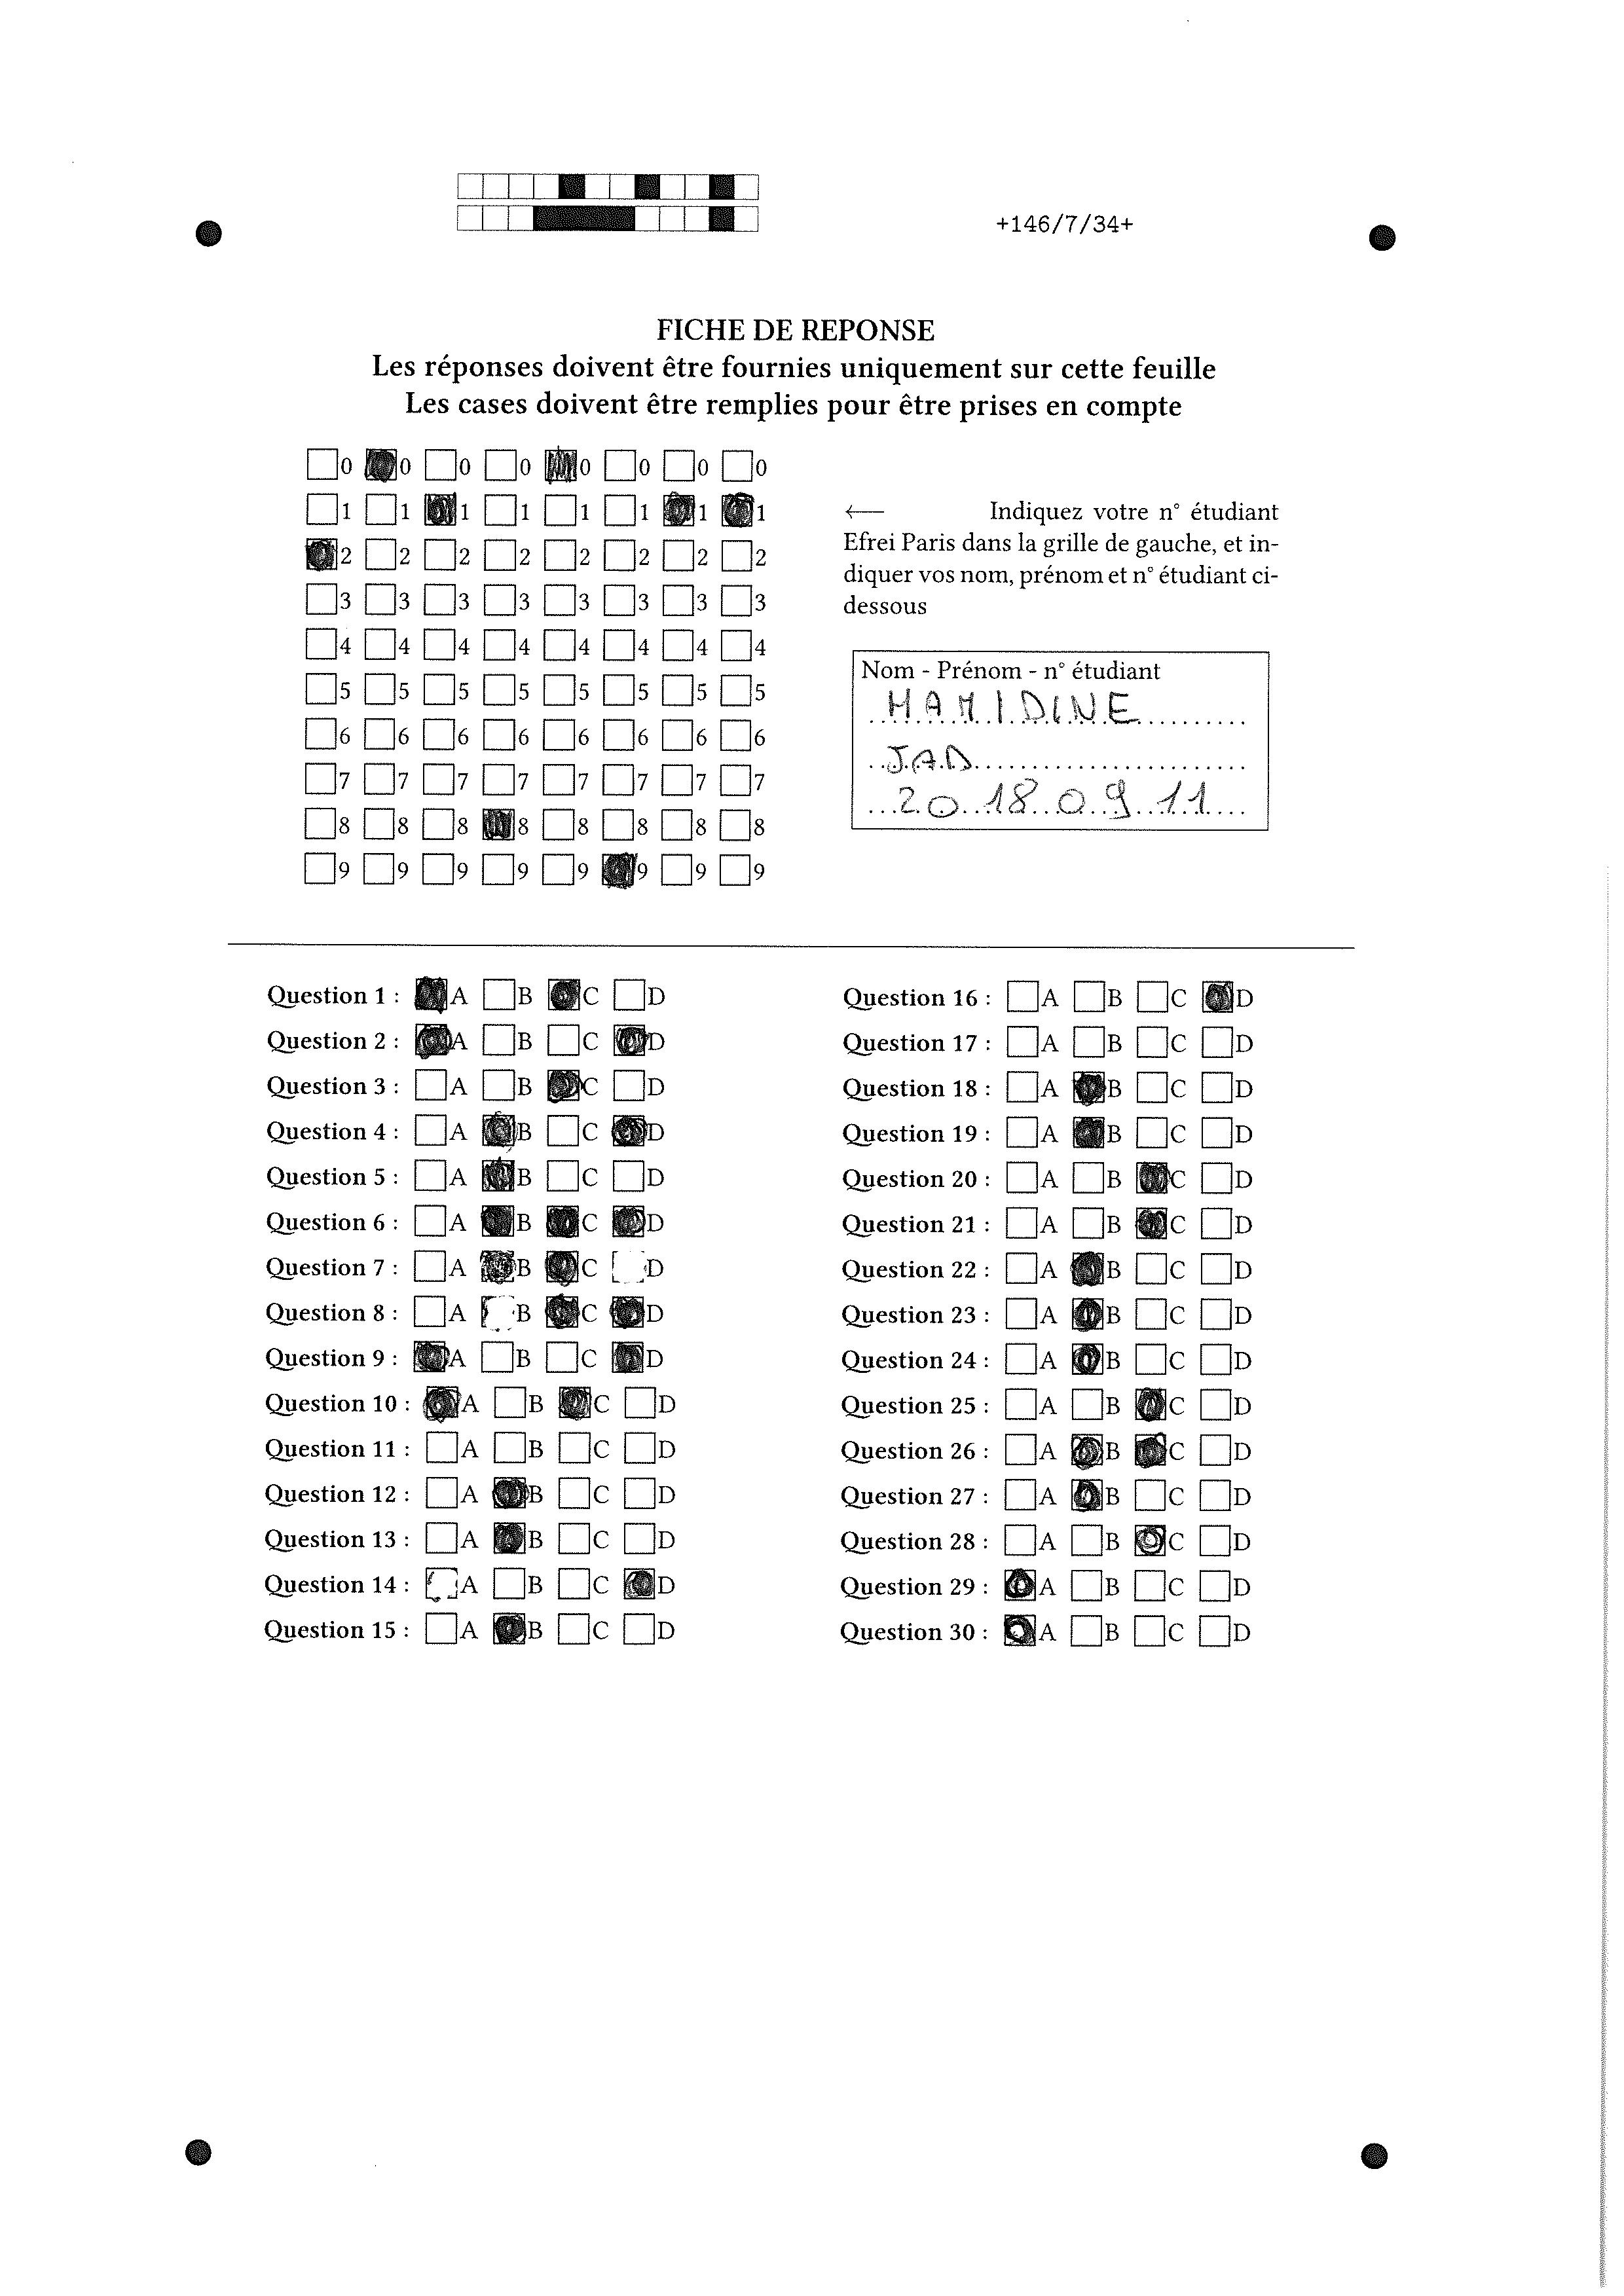 +146/7/34+
FICHE DE REPONSE
Les réponses doivent être fournies uniquement sur cette feuille
Les cases doivent être remplies pour être prises en compte
0 0 0 0 0 0 0 0
1 1 1 1 1 1 1 1
2 2 2 2 2 2 2 2
3 3 3 3 3 3 3 3
4 4 4 4 4 4 4 4
5 5 5 5 5 5 5 5
6 6 6 6 6 6 6 6
7 7 7 7 7 7 7 7
8 8 8 8 8 8 8 8
9 9 9 9 9 9 9 9
← Indiquez votre n° étudiant
Efrei Paris dans la grille de gauche, et in-
diquer vos nom, prénom et n° étudiant ci-
dessous
Nom - Prénom - n° étudiant
HAMIDINE
JAD
20180911
Question 1 : A B C D
Question 2 : A B C D
Question 3 : A B C D
Question 4 : A B C D
Question 5 : A B C D
Question 6 : A B C D
Question 7 : A B C D
Question 8 : A B C D
Question 9 : A B C D
Question 10 : A B C D
Question 11 : A B C D
Question 12 : A B C D
Question 13 : A B C D
Question 14 : A B C D
Question 15 : A B C D
Question 16 : A B C D
Question 17 : A B C D
Question 18 : A B C D
Question 19 : A B C D
Question 20 : A B C D
Question 21 : A B C D
Question 22 : A B C D
Question 23 : A B C D
Question 24 : A B C D
Question 25 : A B C D
Question 26 : A B C D
Question 27 : A B C D
Question 28 : A B C D
Question 29 : A B C D
Question 30 : A B C D